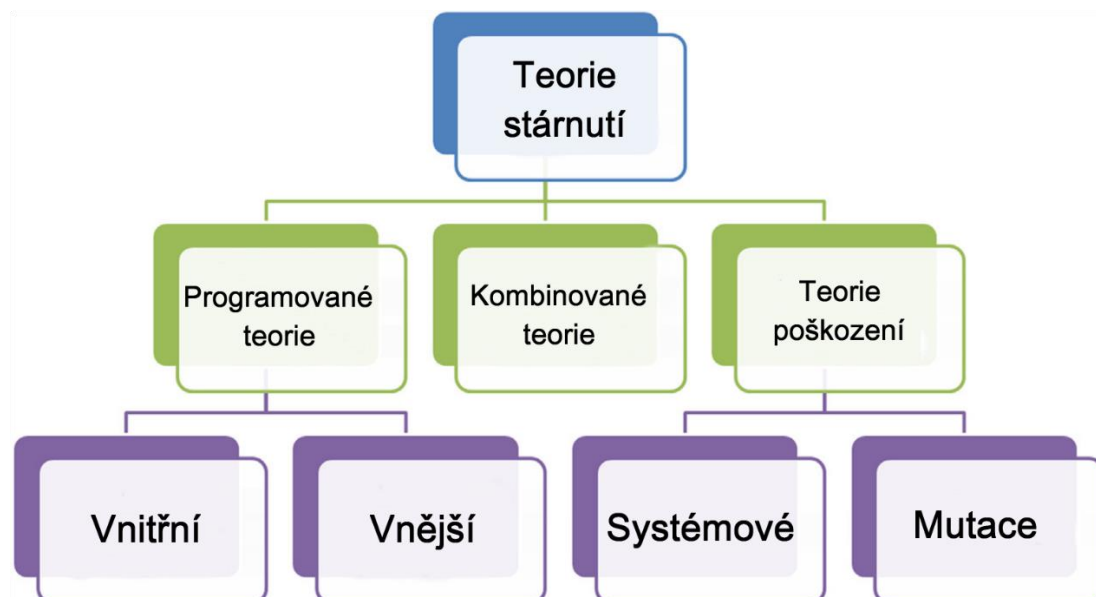 Teorie
stárnutí
Programované
teorie
Kombinované
teorie
Teorie
poškození
Vnitřní
Vnější
Systémové
Mutace